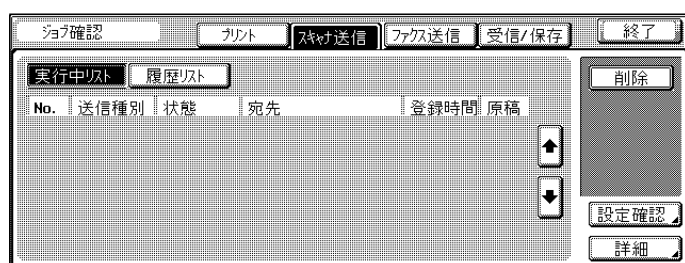 ジョブ確認 プリント スキャナ送信 ファクス送信 受信/保存 終了
実行中リスト 履歴リスト 削除
No. 送信種別 状態 宛先 登録時間 原稿
設定確認
詳細